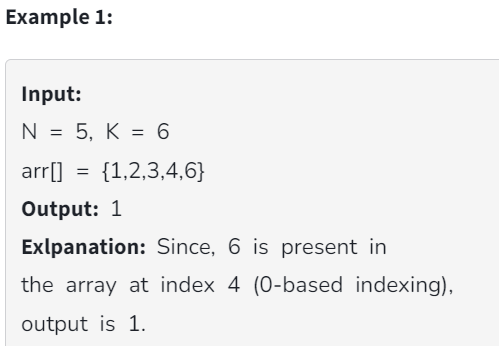 Example 1:
Input:
N = 5, K = 6
arr[] = {1,2,3,4,6}
Output: 1
Exlpanation: Since, 6 is present in
the array at index 4 (0-based indexing),
output is 1.